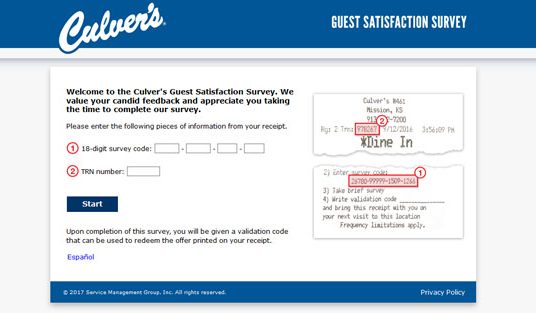 Culver's
GUEST SATISFACTION SURVEY
Welcome to the Culver's Guest Satisfaction Survey. We
value your candid feedback and appreciate you taking
the time to complete our survey.
Please enter the following pieces of information from your receipt.
1 18-digit survey code: - - -
2 TRN number:
Start
Upon completion of this survey, you will be given a validation code
that can be used to redeem the offer printed on your receipt.
Español
Culver's #461
Mission, KS
2 -7200
Rg: 2 Trn: 978267 9/12/2016 3:56:09 PM
*Dine In
2) Enter survey code:
1
26780-99999-1509-1266
3) Take brief survey
4) Write validation code
and bring this receipt with you on
your next visit to this location
Frequency limitations apply.
© 2017 Service Management Group, Inc. All rights reserved.
Privacy Policy